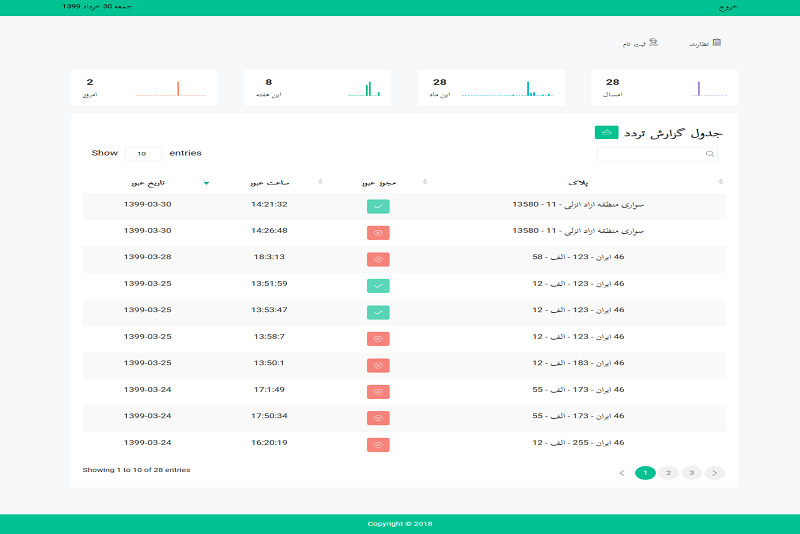 خروج
جمعه 30 خرداد 1399
نظارت
ثبت نام
28
امسال
28
این ماه
8
این هفته
2
امروز
جدول گزارش تردد
Show 10 entries
پلاک مجوز عبور ساعت عبور تاریخ عبور
سواری منطقه ازاد انزلی - 11 - 13580 14:21:32 1399-03-30
سواری منطقه ازاد انزلی - 11 - 13580 14:26:48 1399-03-30
46 ایران - 123 - الف - 58 18:3:13 1399-03-28
46 ایران - 123 - الف - 12 13:51:59 1399-03-25
46 ایران - 123 - الف - 12 13:53:47 1399-03-25
46 ایران - 123 - الف - 12 13:58:7 1399-03-25
46 ایران - 183 - الف - 12 13:50:1 1399-03-25
46 ایران - 173 - الف - 55 17:1:49 1399-03-24
46 ایران - 173 - الف - 55 17:50:34 1399-03-24
46 ایران - 255 - الف - 12 16:20:19 1399-03-24
Showing 1 to 10 of 28 entries
1 2 3
Copyright © 2018